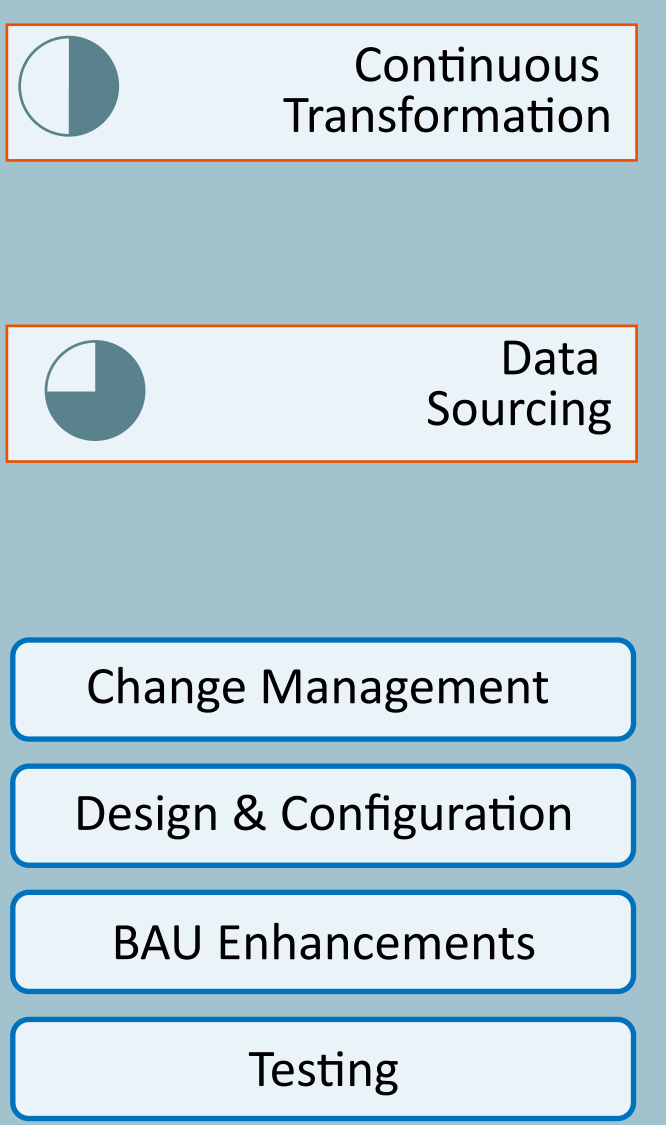 Continuous
Transformation
Data
Sourcing
Change Management
Design & Configuration
BAU Enhancements
Testing